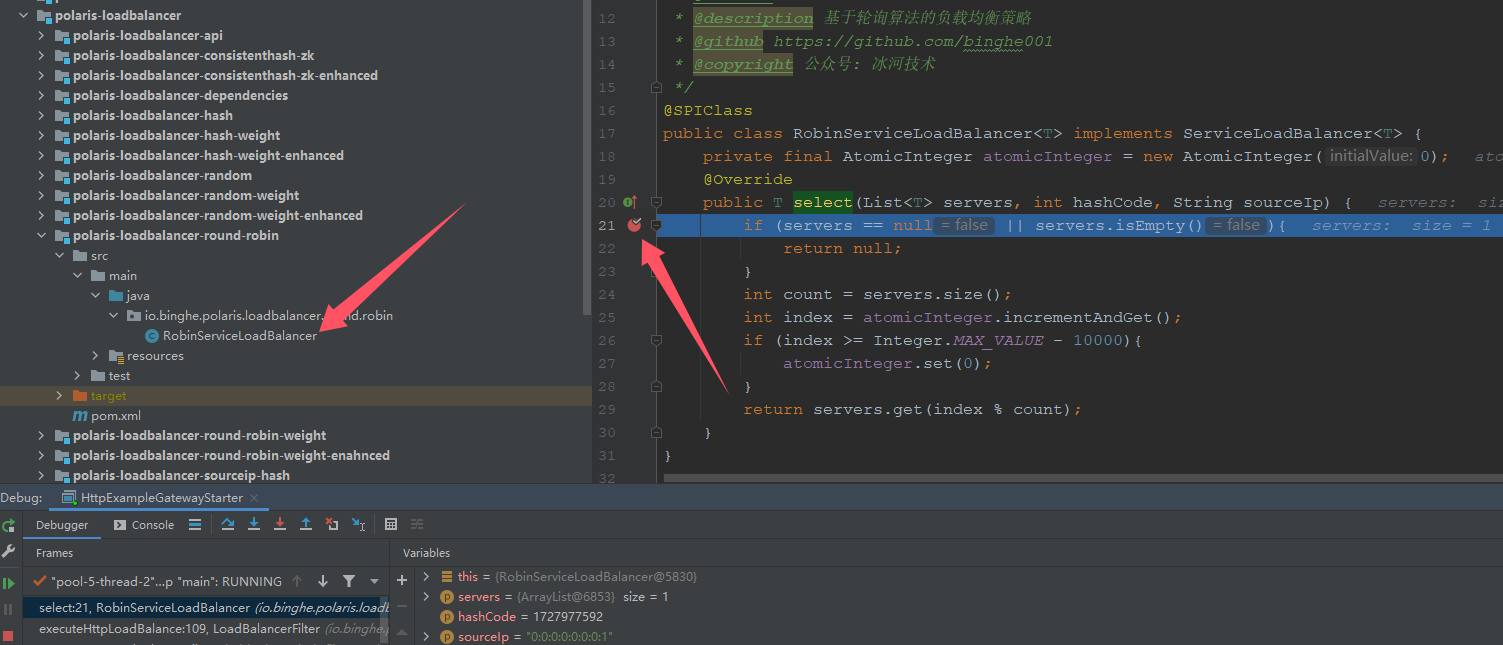 polaris-loadbalancer
polaris-loadbalancer-api
polaris-loadbalancer-consistenthash-zk
polaris-loadbalancer-consistenthash-zk-enhanced
polaris-loadbalancer-dependencies
polaris-loadbalancer-hash
polaris-loadbalancer-hash-weight
polaris-loadbalancer-hash-weight-enhanced
polaris-loadbalancer-random
polaris-loadbalancer-random-weight
polaris-loadbalancer-random-weight-enhanced
polaris-loadbalancer-round-robin
src
main
java
io.binghe.polaris.loadbalancer. nd.robin
RobinServiceLoadBalancer
resources
test
target
pom.xml
polaris-loadbalancer-round-robin-weight
polaris-loadbalancer-round-robin-weight-enahnced
polaris-loadbalancer-sourceip-hash
12 * @description 基于轮询算法的负载均衡策略
13 * @github https://github.com/binghe001
14 * @copyright 公众号: 冰河技术
15 */
16 @SPIClass
17 public class RobinServiceLoadBalancer<T> implements ServiceLoadBalancer<T> {
18 private final AtomicInteger atomicInteger = new AtomicInteger( initialValue: 0); ato
19 @Override
20 public T select(List<T> servers, int hashCode, String sourceIp) { servers: siz
21 if (servers == null = false || servers.isEmpty() = false ){ servers: size = 1
22 return null;
23 }
24 int count = servers.size();
25 int index = atomicInteger.incrementAndGet();
26 if (index >= Integer.MAX_VALUE - 10000){
27 atomicInteger.set(0);
28 }
29 return servers.get(index % count);
30 }
31 }
32
Debug: HttpExampleGatewayStarter
Debugger Console
Frames
"pool-5-thread-2"...p "main": RUNNING
select:21, RobinServiceLoadBalancer (io.binghe.polaris.loadb
executeHttpLoadBalance:109, LoadBalancerFilter (io.binghe.p
Variables
this = {RobinServiceLoadBalancer@5830}
servers = {ArrayList@6853} size = 1
hashCode = 1727977592
sourceIp = "0:0:0:0:0:0:0:1"